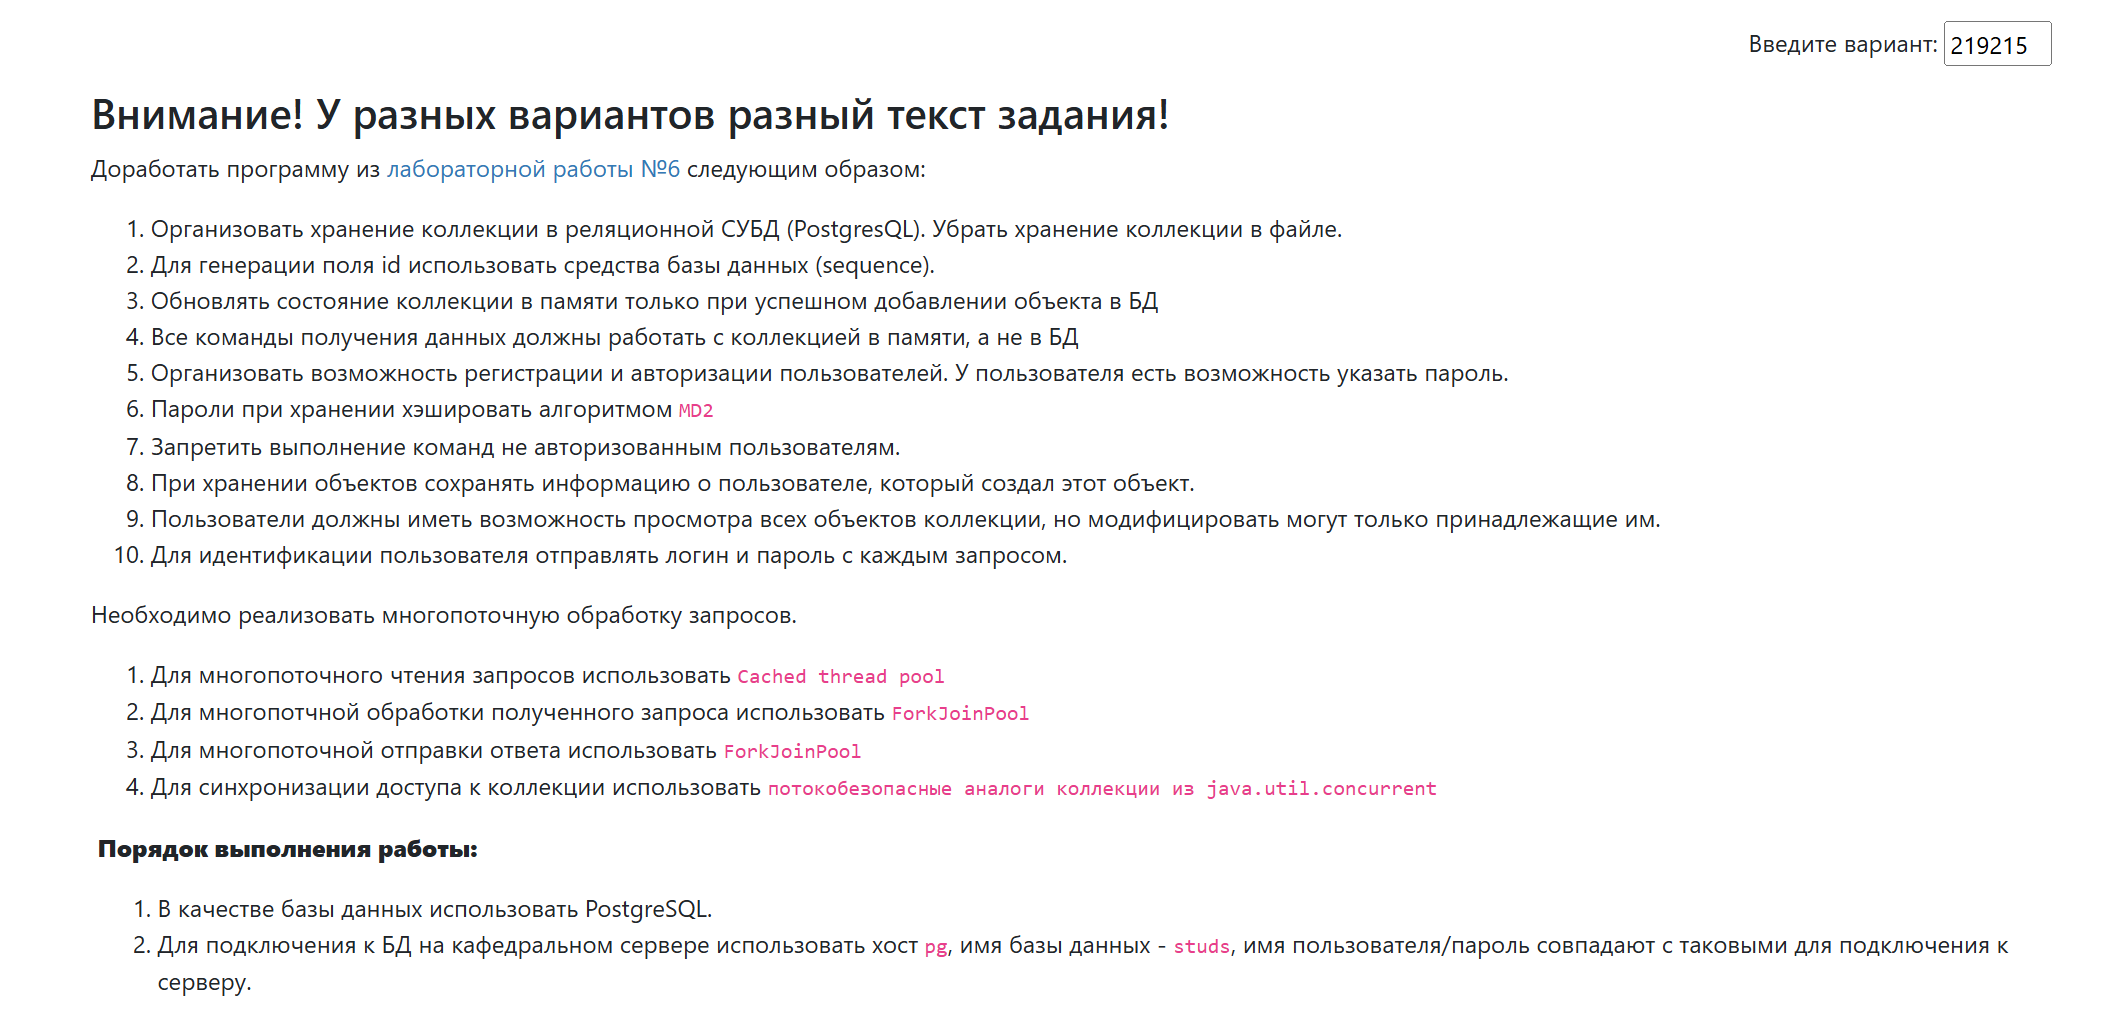 Введите вариант: 219215
Внимание! У разных вариантов разный текст задания!
Доработать программу из лабораторной работы №6 следующим образом:
1. Организовать хранение коллекции в реляционной СУБД (PostgresQL). Убрать хранение коллекции в файле.
2. Для генерации поля id использовать средства базы данных (sequence).
3. Обновлять состояние коллекции в памяти только при успешном добавлении объекта в БД
4. Все команды получения данных должны работать с коллекцией в памяти, а не в БД
5. Организовать возможность регистрации и авторизации пользователей. У пользователя есть возможность указать пароль.
6. Пароли при хранении хэшировать алгоритмом MD2
7. Запретить выполнение команд не авторизованным пользователям.
8. При хранении объектов сохранять информацию о пользователе, который создал этот объект.
9. Пользователи должны иметь возможность просмотра всех объектов коллекции, но модифицировать могут только принадлежащие им.
10. Для идентификации пользователя отправлять логин и пароль с каждым запросом.
Необходимо реализовать многопоточную обработку запросов.
1. Для многопоточного чтения запросов использовать Cached thread pool
2. Для многопотчной обработки полученного запроса использовать ForkJoinPool
3. Для многопоточной отправки ответа использовать ForkJoinPool
4. Для синхронизации доступа к коллекции использовать потокобезопасные аналоги коллекции из java.util.concurrent
Порядок выполнения работы:
1. В качестве базы данных использовать PostgreSQL.
2. Для подключения к БД на кафедральном сервере использовать хост pg, имя базы данных - studs, имя пользователя/пароль совпадают с таковыми для подключения к
серверу.